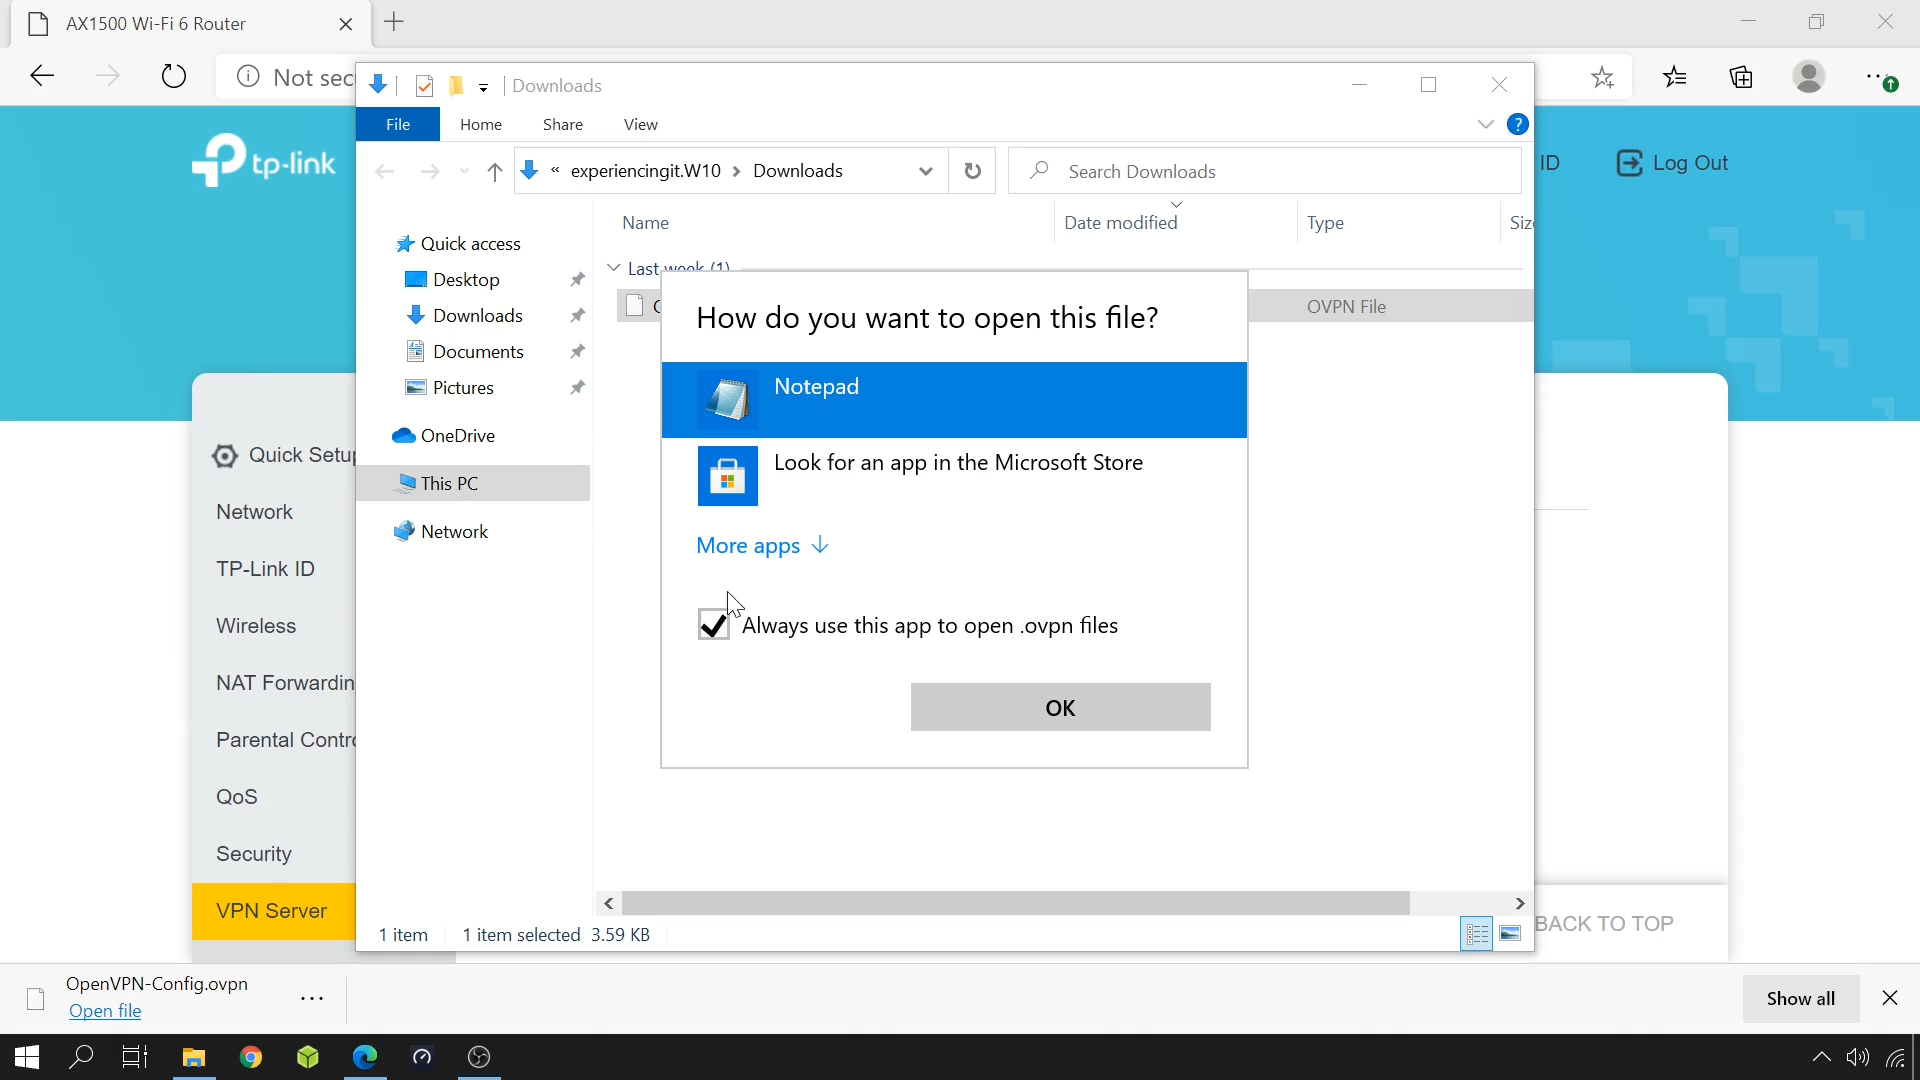 AX1500 Wi-Fi 6 Router
Not sec
Downloads
File Home Share View
?
« experiencingit.W10 > Downloads
Search Downloads
ID
Log Out
tp-link
Name Date modified Type Siz
Quick access
Desktop
Downloads
Documents
Pictures
OneDrive
This PC
Network
Last week (1)
OVPN File
How do you want to open this file?
Notepad
Look for an app in the Microsoft Store
More apps
Always use this app to open .ovpn files
OK
Quick Setup
Network
TP-Link ID
Wireless
NAT Forwardin
Parental Contro
QoS
Security
VPN Server
1 item 1 item selected 3.59 KB
BACK TO TOP
OpenVPN-Config.ovpn
Open file
Show all